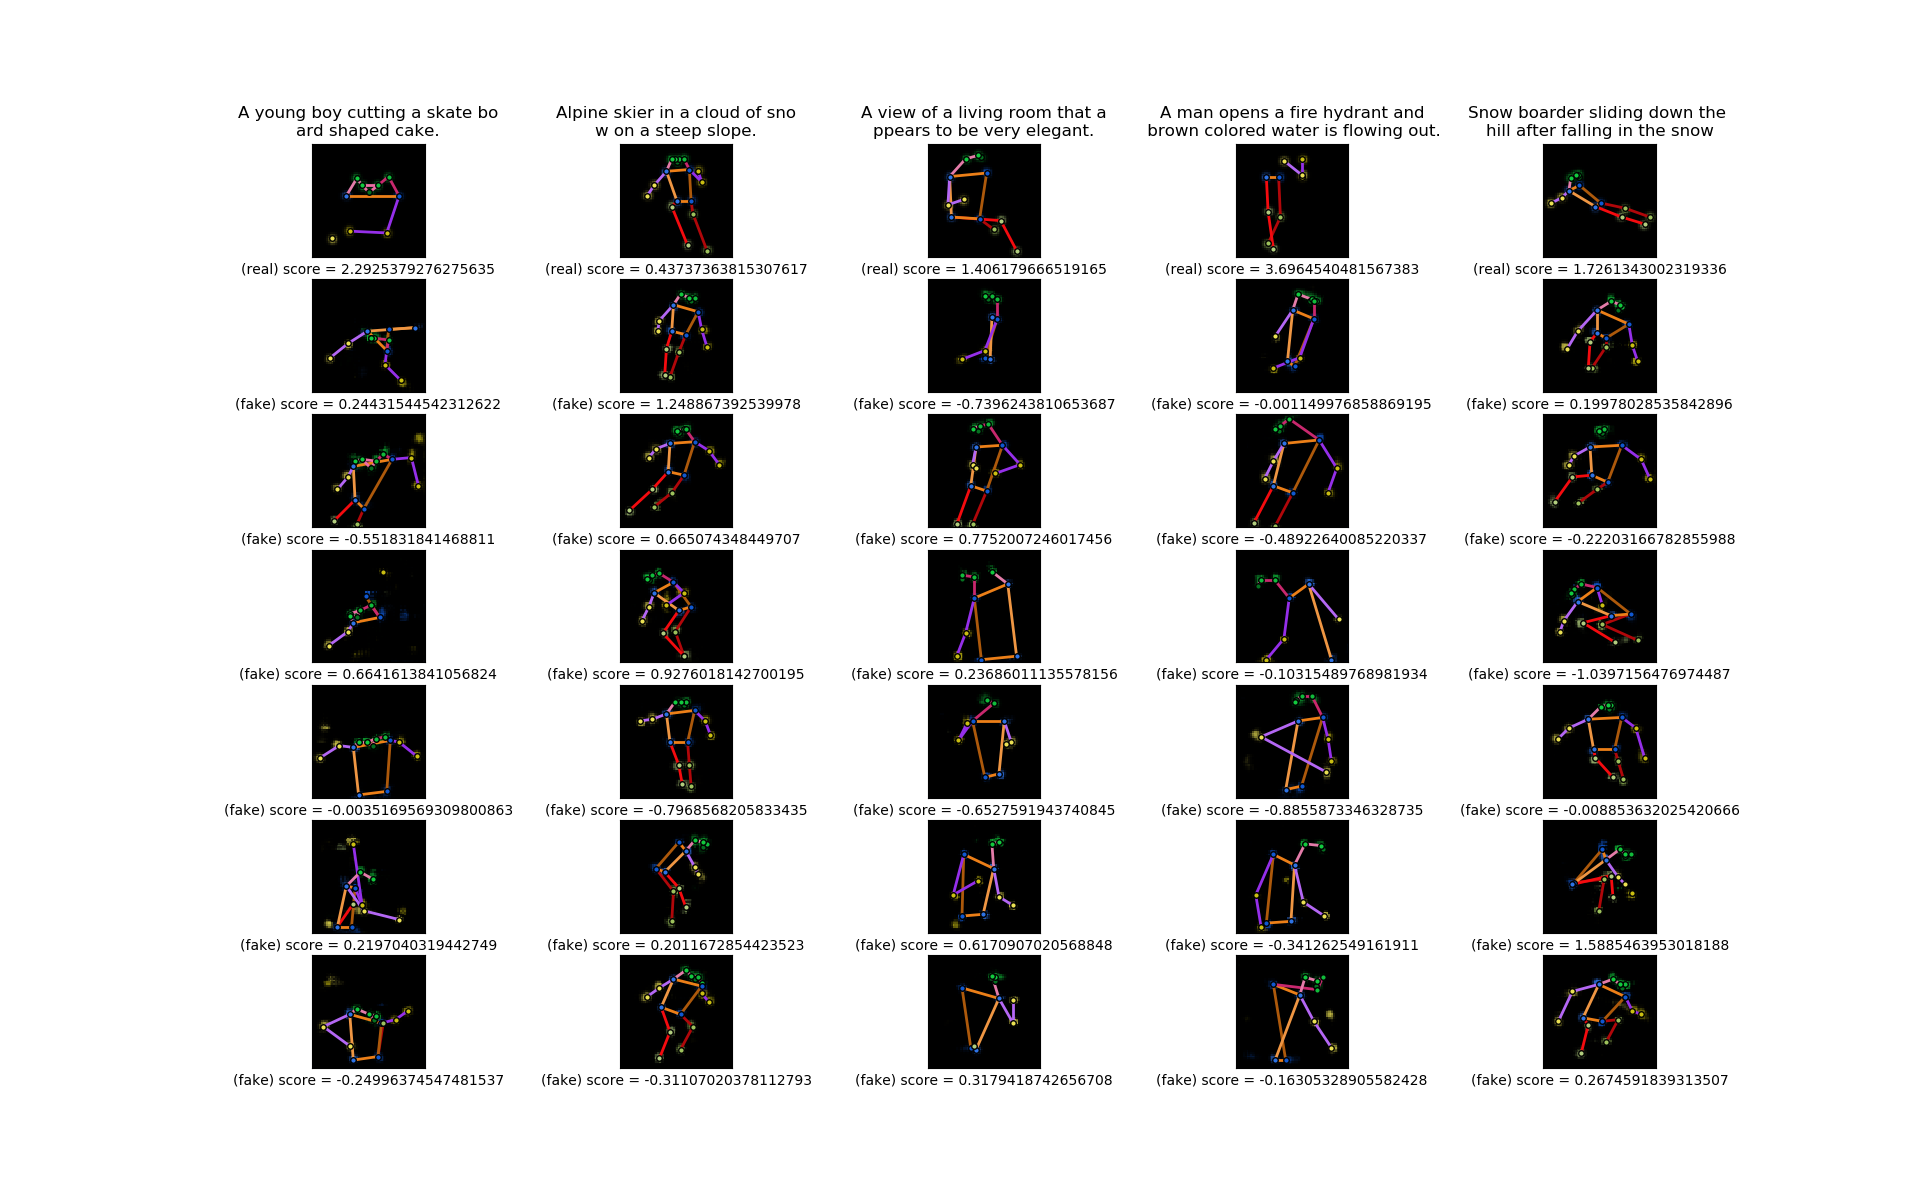 A young boy cutting a skate bo
ard shaped cake.
Alpine skier in a cloud of sno
w on a steep slope.
A view of a living room that a
ppears to be very elegant.
A man opens a fire hydrant and
brown colored water is flowing out.
Snow boarder sliding down the
hill after falling in the snow
(real) score = 2.2925379276275635
(real) score = 0.43737363815307617
(real) score = 1.406179666519165
(real) score = 3.6964540481567383
(real) score = 1.7261343002319336
(fake) score = 0.24431544542312622
(fake) score = 1.248867392539978
(fake) score = -0.7396243810653687
(fake) score = -0.001149976858869195
(fake) score = 0.19978028535842896
(fake) score = -0.551831841468811
(fake) score = 0.665074348449707
(fake) score = 0.7752007246017456
(fake) score = -0.48922640085220337
(fake) score = -0.22203166782855988
(fake) score = 0.6641613841056824
(fake) score = 0.9276018142700195
(fake) score = 0.23686011135578156
(fake) score = -0.10315489768981934
(fake) score = -1.0397156476974487
(fake) score = -0.0035169569309800863
(fake) score = -0.7968568205833435
(fake) score = -0.6527591943740845
(fake) score = -0.8855873346328735
(fake) score = -0.008853632025420666
(fake) score = 0.2197040319442749
(fake) score = 0.2011672854423523
(fake) score = 0.6170907020568848
(fake) score = -0.341262549161911
(fake) score = 1.5885463953018188
(fake) score = -0.24996374547481537
(fake) score = -0.31107020378112793
(fake) score = 0.3179418742656708
(fake) score = -0.16305328905582428
(fake) score = 0.2674591839313507